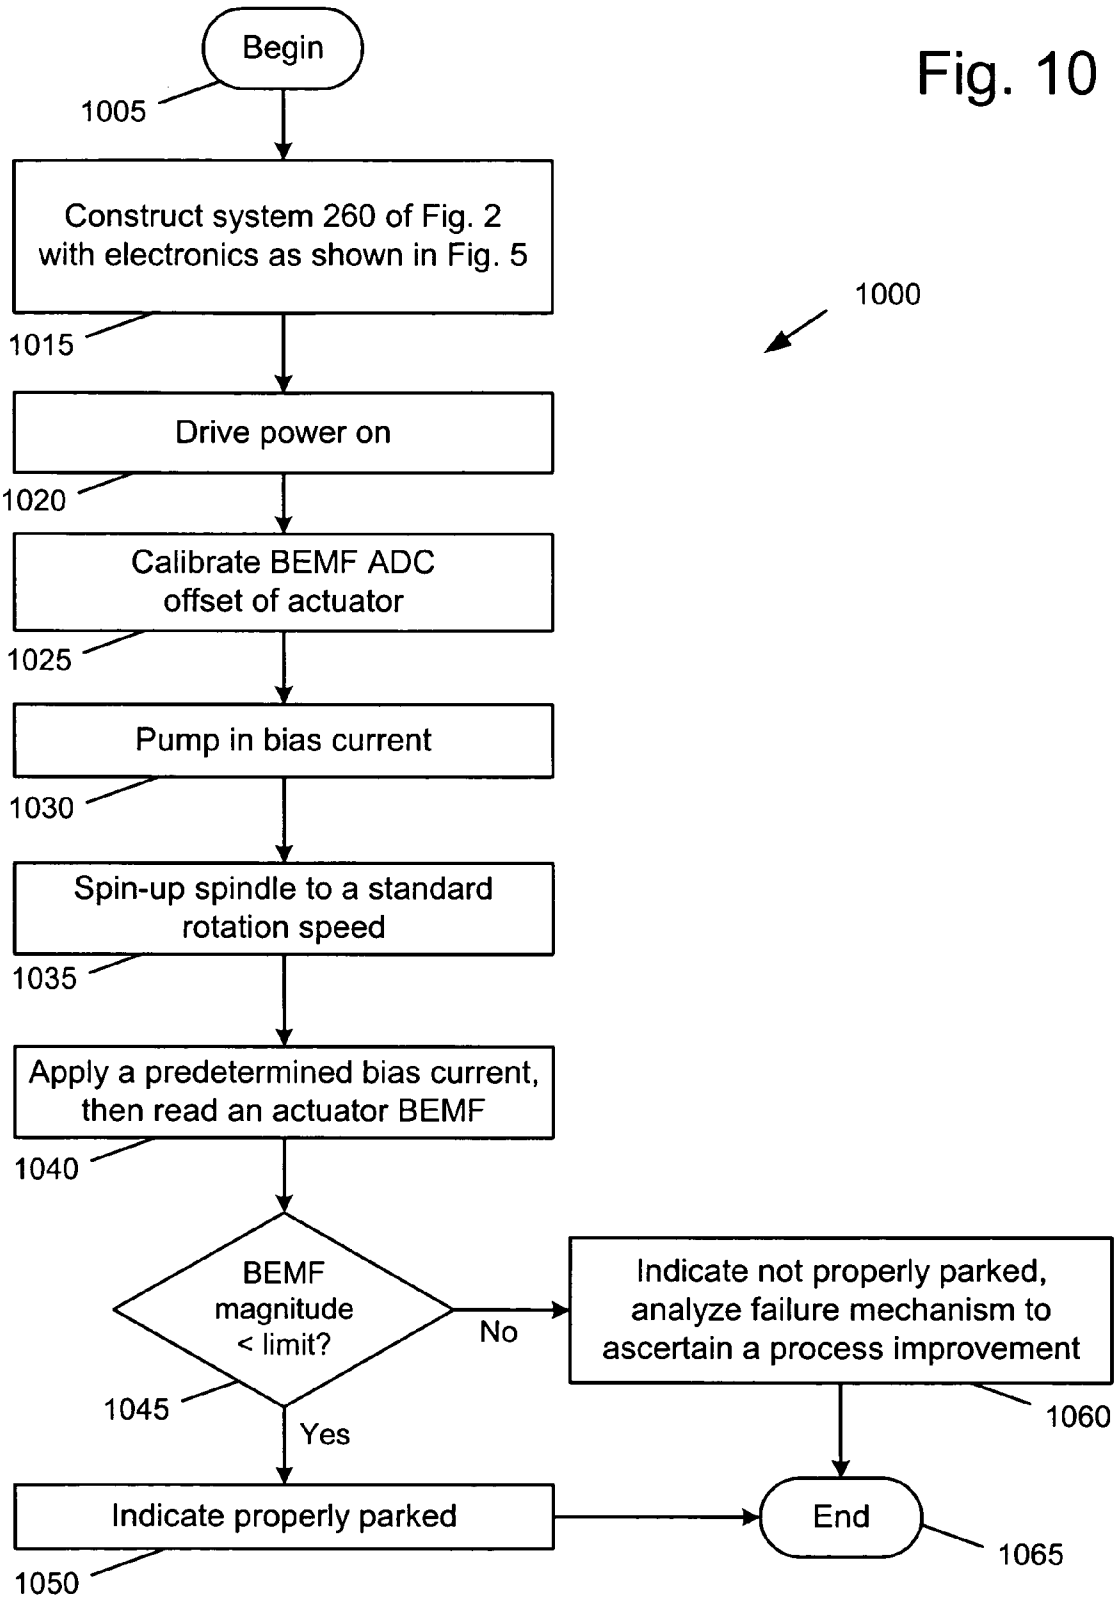 Begin
Fig. 10
1005
Construct system 260 of Fig. 2
with electronics as shown in Fig. 5
1000
1015
Drive power on
1020
Calibrate BEMF ADC
offset of actuator
1025
Pump in bias current
1030
Spin-up spindle to a standard
rotation speed
1035
Apply a predetermined bias current,
then read an actuator BEMF
1040
BEMF
magnitude
< limit?
No
Indicate not properly parked,
analyze failure mechanism to
ascertain a process improvement
1045
1060
Yes
Indicate properly parked
End
1050
1065